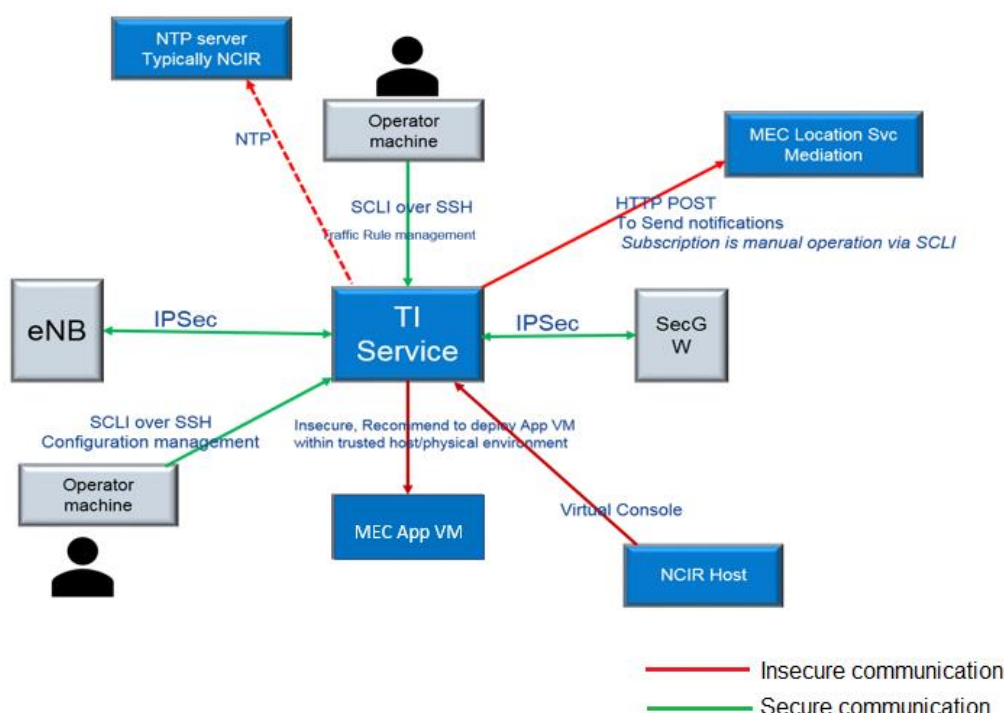 NTP server
Typically NCIR
Operator
machine
MEC Location Svc
Mediation
NTP
SCLI over SSH
Traffic Rule management
HTTP POST
To Send notifications
Subscription is manual operation via SCLI
eNB
IPSec
TI
Service
IPSec
SecG
W
SCLI over SSH
Configuration management
Insecure, Recommend to deploy App VM
within trusted host/physical environment
Operator
machine
MEC App VM
Virtual Console
NCIR Host
Insecure communication
Secure communication